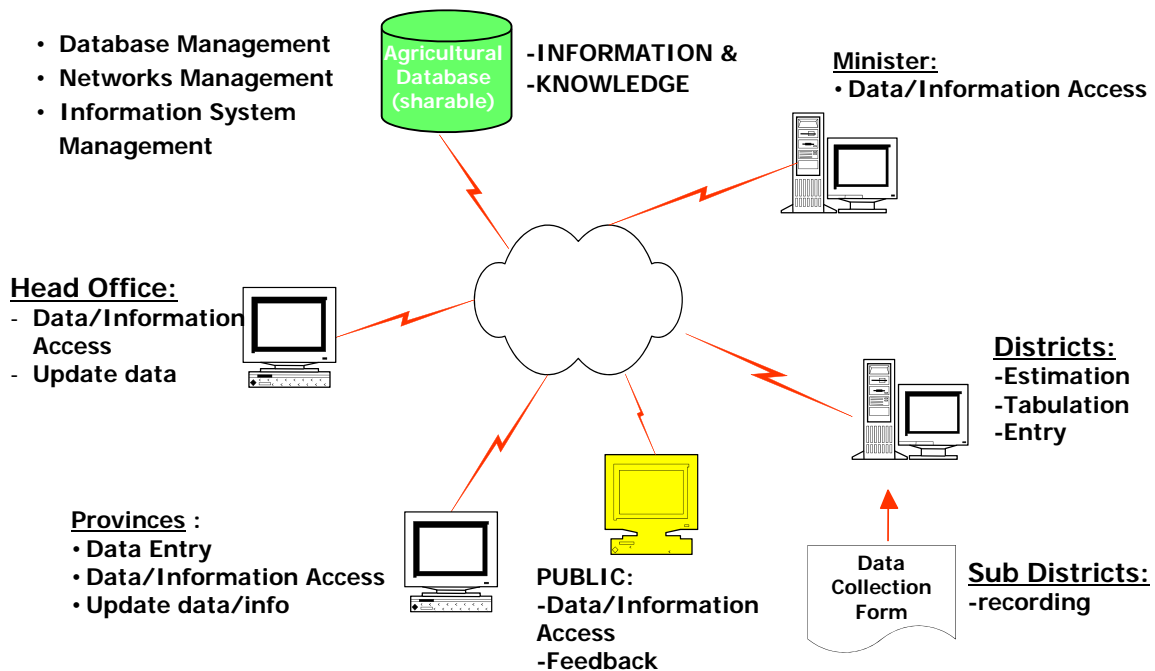 • Database Management
• Networks Management
• Information System
Management
Agricultural
Database
(sharable)
-INFORMATION &
-KNOWLEDGE
Minister:
• Data/Information Access
Head Office:
- Data/Information
Access
- Update data
Districts:
-Estimation
-Tabulation
-Entry
Provinces :
• Data Entry
• Data/Information Access
• Update data/info
PUBLIC:
-Data/Information
Access
-Feedback
Data
Collection
Form
Sub Districts:
-recording